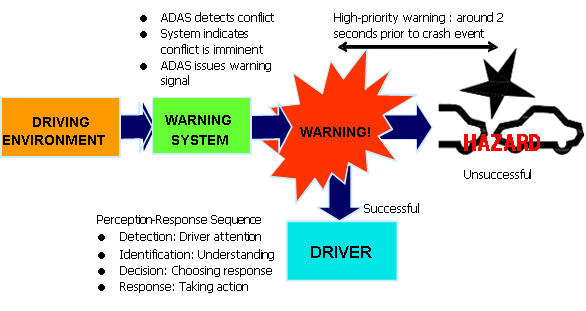 ● ADAS detects conflict
● System indicates
conflict is imminent
● ADAS issues warning
signal
High-priority warning : around 2
seconds prior to crash event
DRIVING
ENVIRONMENT
WARNING
SYSTEM
WARNING!
HAZARD
Unsuccessful
Successful
Perception-Response Sequence
● Detection: Driver attention
● Identification: Understanding
● Decision: Choosing response
● Response: Taking action
DRIVER